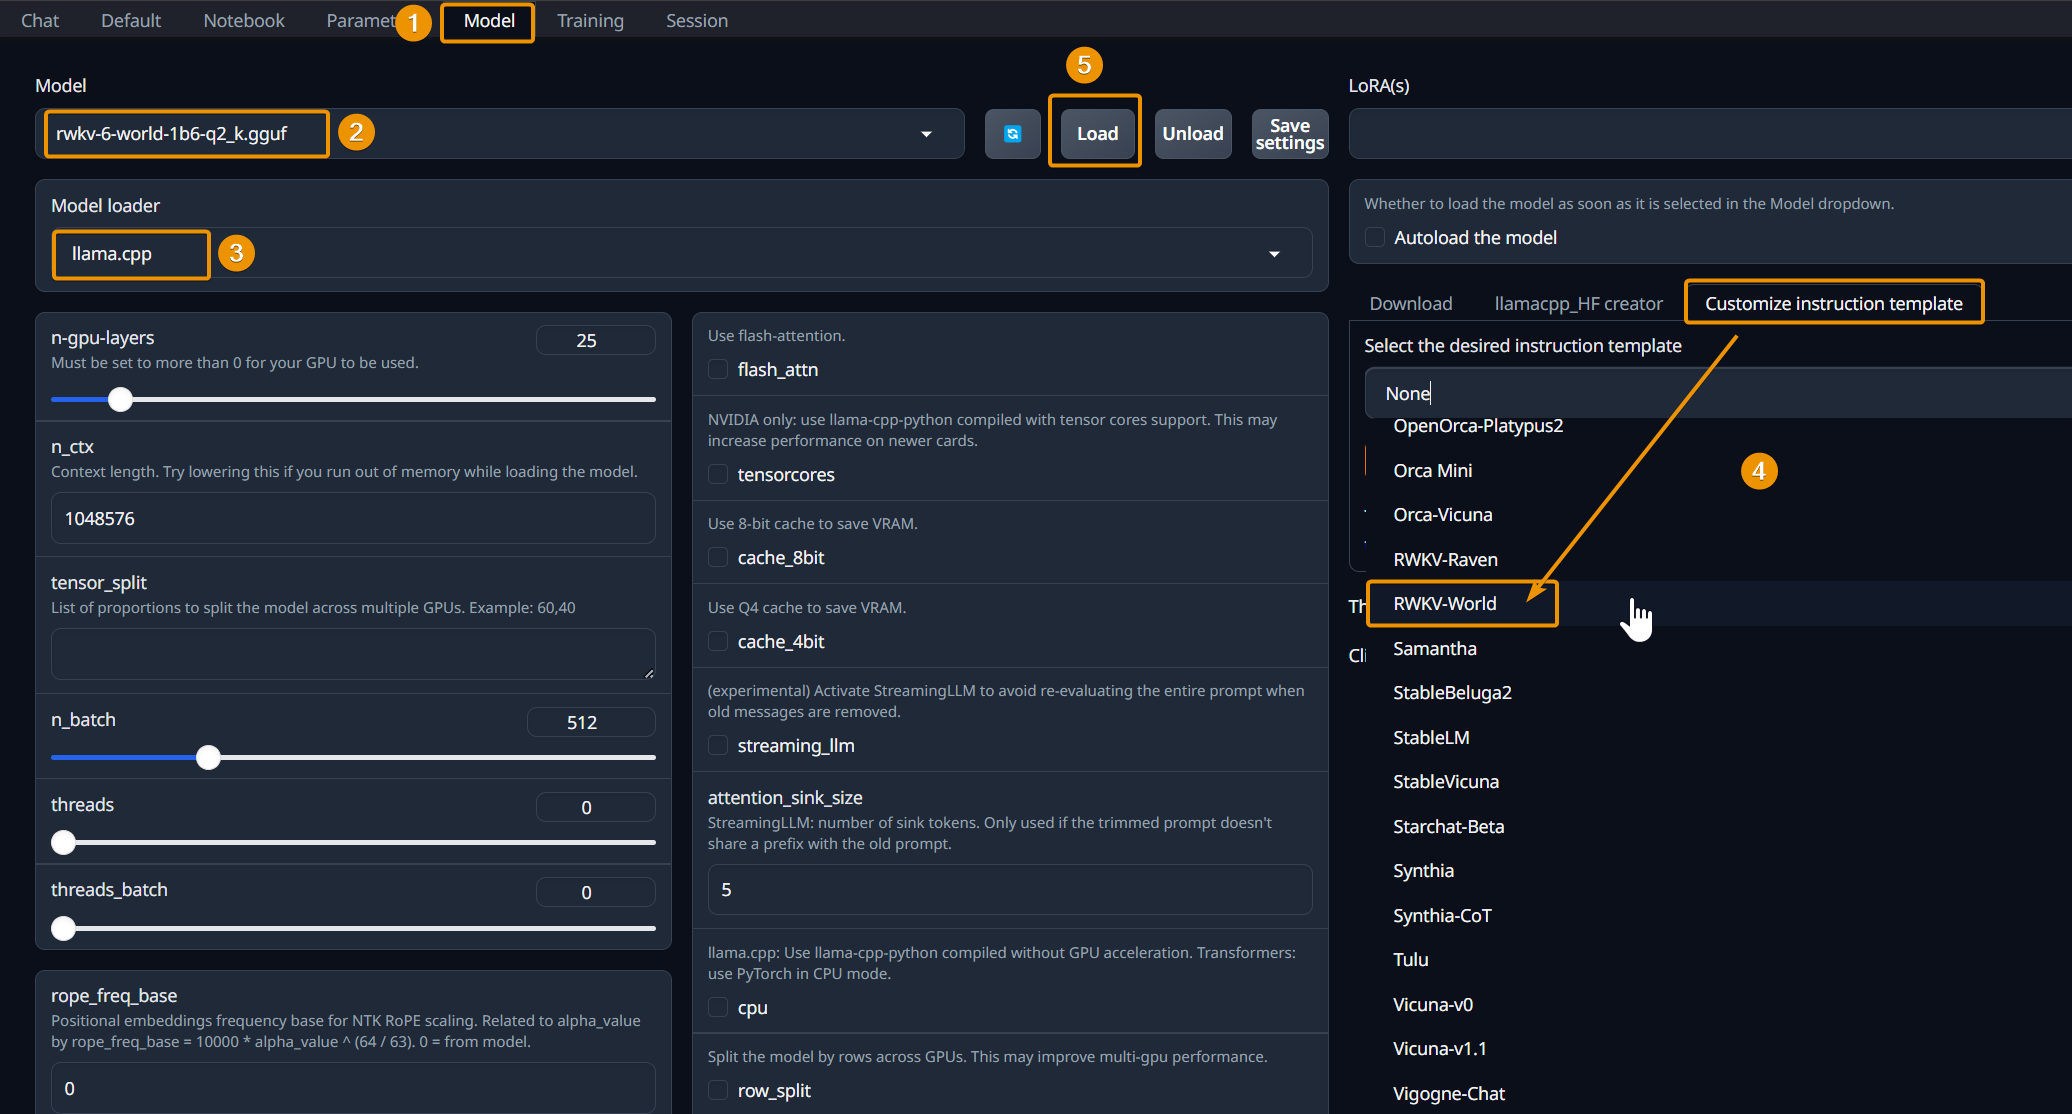 Chat Default Notebook Paramet 1 Model Training Session
5
Model
rwkv-6-world-1b6-q2_k.gguf 2
Load Unload Save settings
Model loader
llama.cpp 3
n-gpu-layers 25
Must be set to more than 0 for your GPU to be used.
n_ctx
Context length. Try lowering this if you run out of memory while loading the model.
1048576
tensor_split
List of proportions to split the model across multiple GPUs. Example: 60,40
n_batch 512
threads 0
threads_batch 0
rope_freq_base
Positional embeddings frequency base for NTK RoPE scaling. Related to alpha_value
by rope_freq_base = 10000 * alpha_value ^ (64 / 63). 0 = from model.
0
Use flash-attention.
flash_attn
NVIDIA only: use llama-cpp-python compiled with tensor cores support. This may
increase performance on newer cards.
tensorcores
Use 8-bit cache to save VRAM.
cache_8bit
Use Q4 cache to save VRAM.
cache_4bit
(experimental) Activate StreamingLLM to avoid re-evaluating the entire prompt when
old messages are removed.
streaming_llm
attention_sink_size
StreamingLLM: number of sink tokens. Only used if the trimmed prompt doesn't
share a prefix with the old prompt.
5
llama.cpp: Use llama-cpp-python compiled without GPU acceleration. Transformers:
use PyTorch in CPU mode.
cpu
Split the model by rows across GPUs. This may improve multi-gpu performance.
row_split
LoRA(s)
Whether to load the model as soon as it is selected in the Model dropdown.
Autoload the model
Download llamacpp_HF creator Customize instruction template
Select the desired instruction template
None
OpenOrca-Platypus2
Orca Mini
4
Orca-Vicuna
RWKV-Raven
Th
RWKV-World
Samantha
Cli
StableBeluga2
StableLM
StableVicuna
Starchat-Beta
Synthia
Synthia-CoT
Tulu
Vicuna-v0
Vicuna-v1.1
Vigogne-Chat